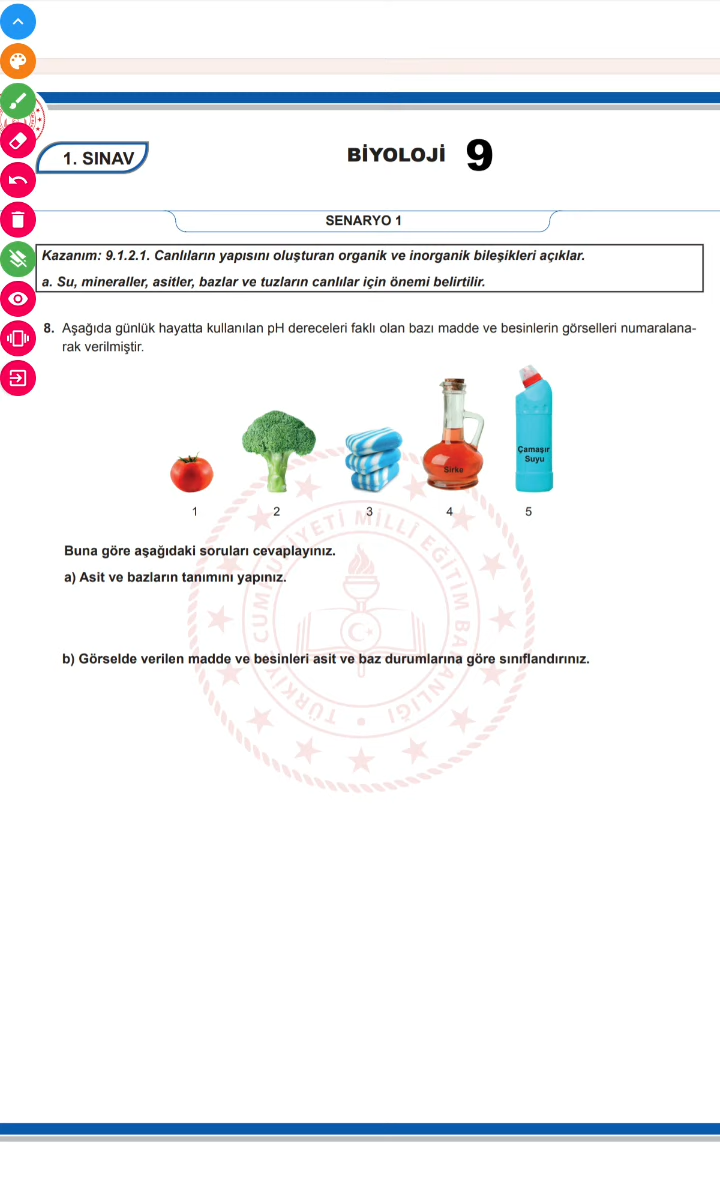 1. SINAV
BİYOLOJİ 9
SENARYO 1
Kazanım: 9.1.2.1. Canlıların yapısını oluşturan organik ve inorganik bileşikleri açıklar.
a. Su, mineraller, asitler, bazlar ve tuzların canlılar için önemi belirtilir.
8. Aşağıda günlük hayatta kullanılan pH dereceleri faklı olan bazı madde ve besinlerin görselleri numaralana-
rak verilmiştir.
Sirke
Çamaşır
Suyu
1 2 3 4 5
Buna göre aşağıdaki soruları cevaplayınız.
a) Asit ve bazların tanımını yapınız.
b) Görselde verilen madde ve besinleri asit ve baz durumlarına göre sınıflandırınız.
TÜRKİYE CUMHURİYETİ MİLLÎ EĞİTİM BAKANLIĞI